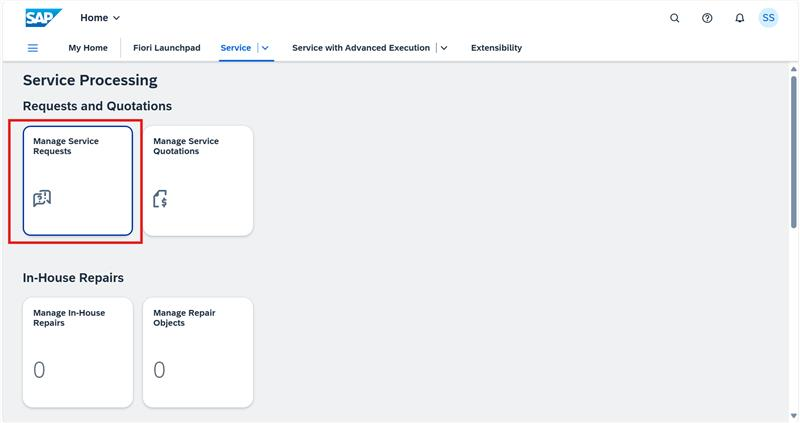 SAP
Home
SS
My Home
Fiori Launchpad
Service
Service with Advanced Execution
Extensibility
Service Processing
Requests and Quotations
Manage Service
Requests
Manage Service
Quotations
In-House Repairs
Manage In-House
Repairs
0
Manage Repair
Objects
0